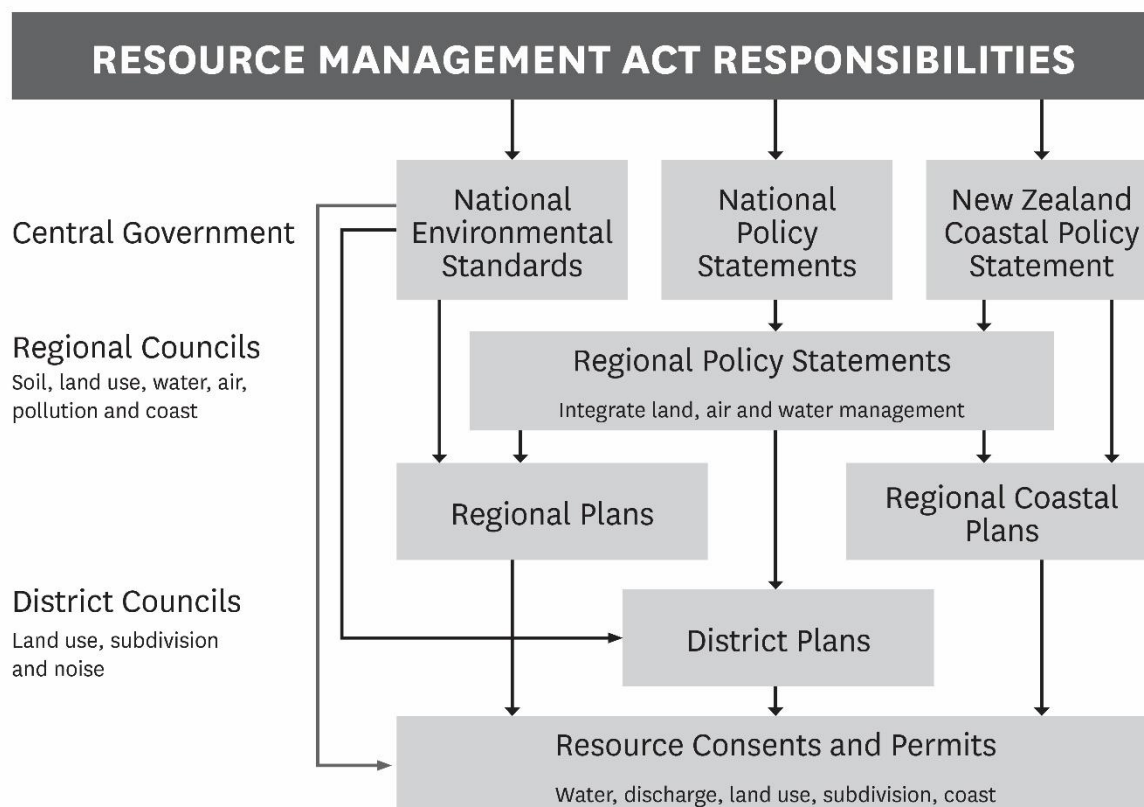 RESOURCE MANAGEMENT ACT RESPONSIBILITIES
Central Government
National
Environmental
Standards
National
Policy
Statements
New Zealand
Coastal Policy
Statement
Regional Councils
Soil, land use, water, air,
pollution and coast
Regional Policy Statements
Integrate land, air and water management
Regional Plans
Regional Coastal
Plans
District Councils
Land use, subdivision
and noise
District Plans
Resource Consents and Permits
Water, discharge, land use, subdivision, coast